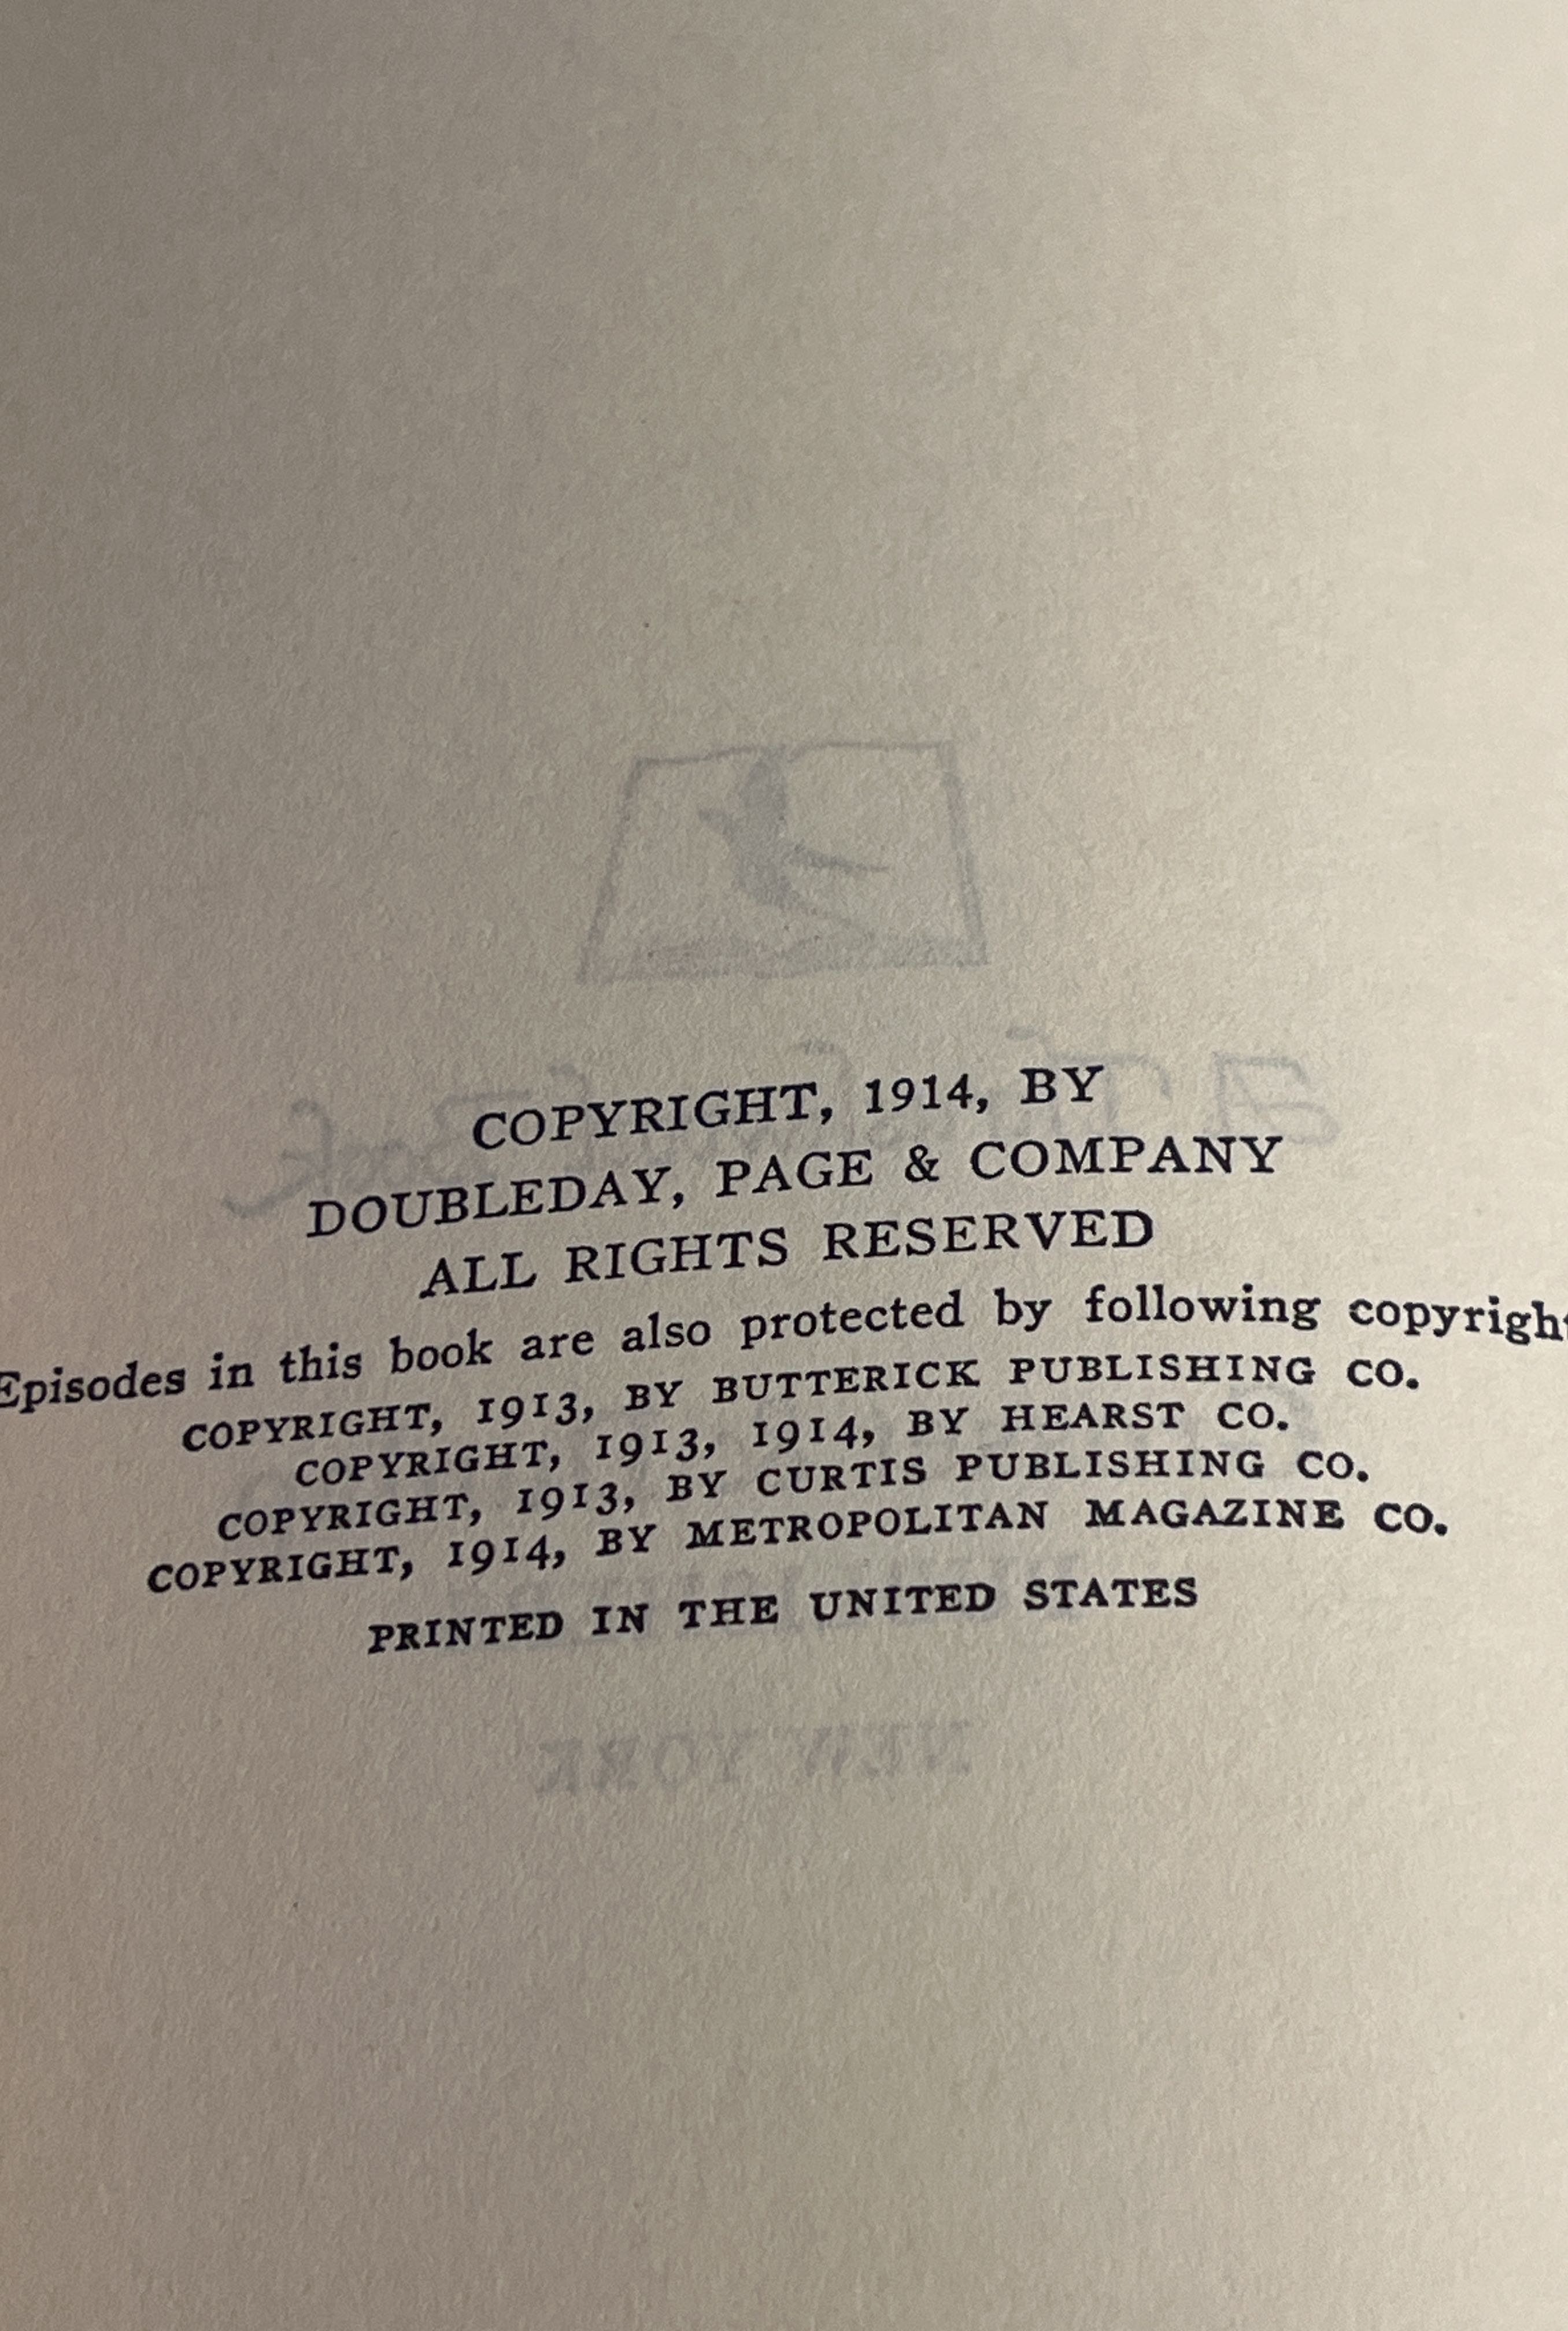 COPYRIGHT, 1914, BY
DOUBLEDAY, PAGE & COMPANY
ALL RIGHTS RESERVED
Episodes in this book are also protected by following copyright
COPYRIGHT, 1913, BY BUTTERICK PUBLISHING CO.
COPYRIGHT, 1913, 1914, BY HEARST CO.
COPYRIGHT, 1913, BY CURTIS PUBLISHING CO.
COPYRIGHT, 1914, BY METROPOLITAN MAGAZINE CO.
PRINTED IN THE UNITED STATES
NEW YORK